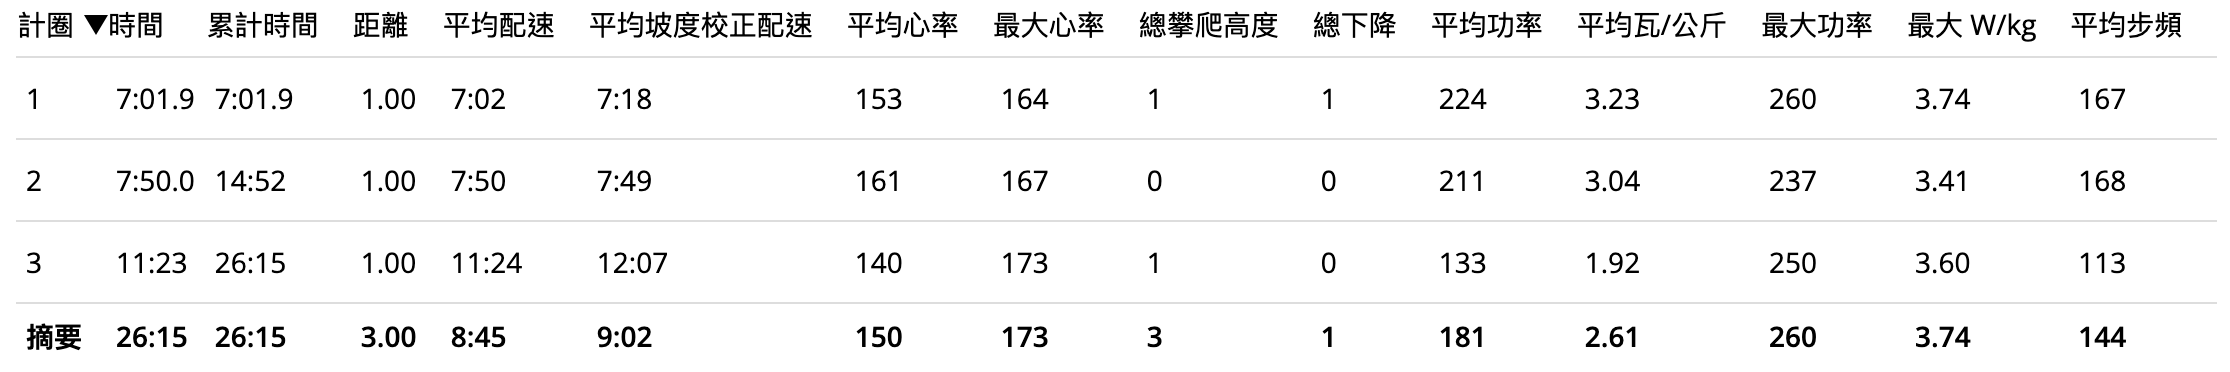 計圈 ▼時間 累計時間 距離 平均配速 平均坡度校正配速 平均心率 最大心率 總攀爬高度 總下降 平均功率 平均瓦/公斤 最大功率 最大 W/kg 平均步頻
1 7:01.9 7:01.9 1.00 7:02 7:18 153 164 1 1 224 3.23 260 3.74 167
2 7:50.0 14:52 1.00 7:50 7:49 161 167 0 0 211 3.04 237 3.41 168
3 11:23 26:15 1.00 11:24 12:07 140 173 1 0 133 1.92 250 3.60 113
摘要 26:15 26:15 3.00 8:45 9:02 150 173 3 1 181 2.61 260 3.74 144